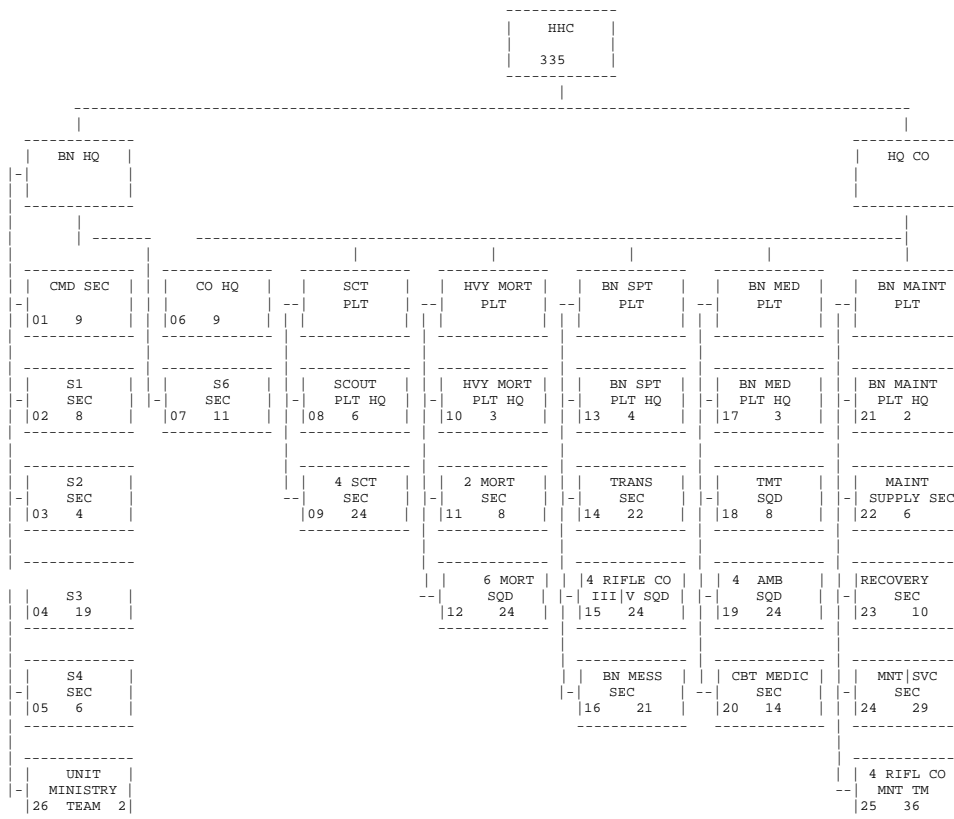 HHC
335
BN HQ
HQ CO
CMD SEC
01 9
CO HQ
06 9
SCT
PLT
HVY MORT
PLT
BN SPT
PLT
BN MED
PLT
BN MAINT
PLT
S1
SEC
02 8
S6
SEC
07 11
SCOUT
PLT HQ
08 6
HVY MORT
PLT HQ
10 3
BN SPT
PLT HQ
13 4
BN MED
PLT HQ
17 3
BN MAINT
PLT HQ
21 2
S2
SEC
03 4
4 SCT
SEC
09 24
2 MORT
SEC
11 8
TRANS
SEC
14 22
TMT
SQD
18 8
MAINT
SUPPLY SEC
22 6
S3
04 19
6 MORT
SQD
12 24
4 RIFLE CO
III|V SQD
15 24
4 AMB
SQD
19 24
RECOVERY
SEC
23 10
S4
SEC
05 6
BN MESS
SEC
16 21
CBT MEDIC
SEC
20 14
MNT|SVC
SEC
24 29
UNIT
MINISTRY
26 TEAM 2
4 RIFL CO
MNT TM
25 36